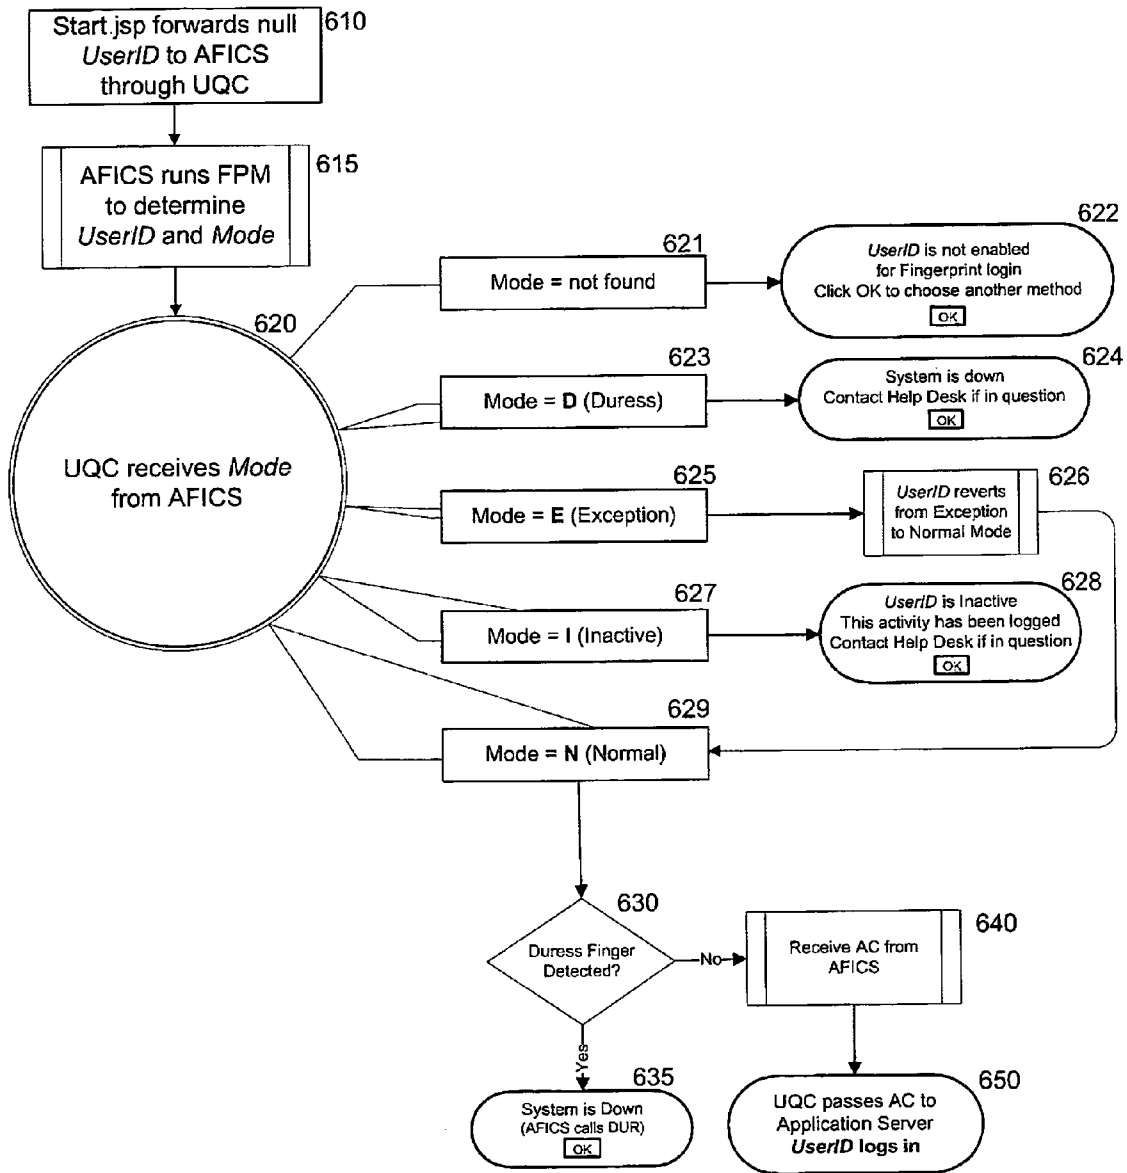 Start.jsp forwards null
UserID to AFICS
through UQC
610
AFICS runs FPM
to determine
UserID and Mode
615
UQC receives Mode
from AFICS
620
Mode = not found
621
UserID is not enabled
for Fingerprint login
Click OK to choose another method
OK
622
Mode = D (Duress)
623
System is down
Contact Help Desk if in question
OK
624
Mode = E (Exception)
625
UserID reverts
from Exception
to Normal Mode
626
Mode = I (Inactive)
627
UserID is Inactive
This activity has been logged
Contact Help Desk if in question
OK
628
Mode = N (Normal)
629
Duress Finger
Detected?
630
No
Receive AC from
AFICS
640
Yes
System is Down
(AFICS calls DUR)
OK
635
UQC passes AC to
Application Server
UserID logs in
650